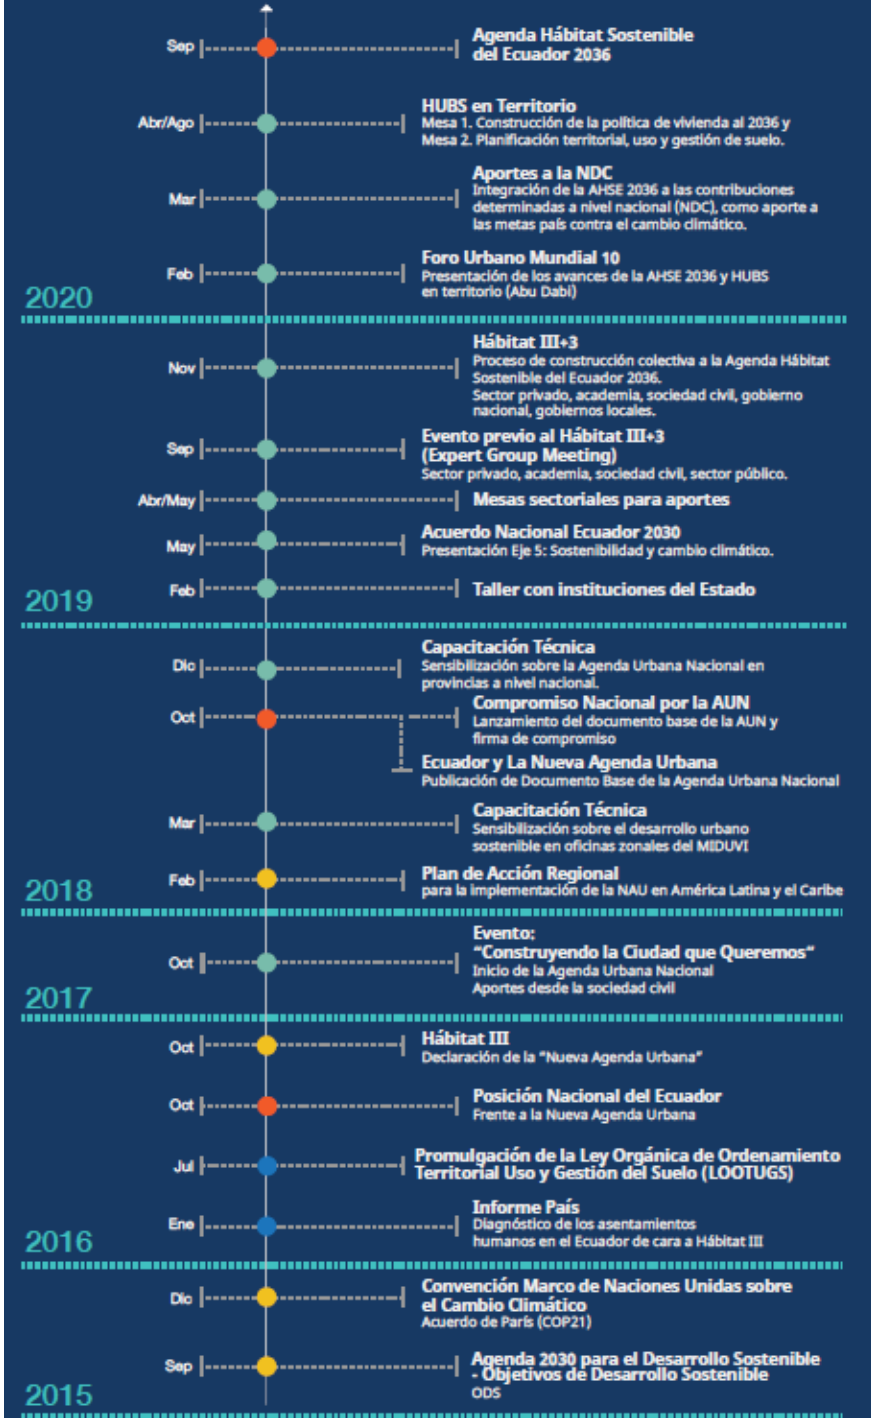 Sep
Agenda Hábitat Sostenible
del Ecuador 2036
Abr/Ago
HUBS en Territorio
Mesa 1. Construcción de la política de vivienda al 2036 y
Mesa 2. Planificación territorial, uso y gestión de suelo.
Mar
Aportes a la NDC
Integración de la AHSE 2036 a las contribuciones
determinadas a nivel nacional (NDC), como aporte a
las metas país contra el cambio climático.
Feb
Foro Urbano Mundial 10
Presentación de los avances de la AHSE 2036 y HUBS
en territorio (Abu Dabi)
2020
Nov
Hábitat III+3
Proceso de construcción colectiva a la Agenda Hábitat
Sostenible del Ecuador 2036.
Sector privado, academia, sociedad civil, gobierno
nacional, gobiernos locales.
Sep
Evento previo al Hábitat III+3
(Expert Group Meeting)
Sector privado, academia, sociedad civil, sector público.
Abr/May
Mesas sectoriales para aportes
May
Acuerdo Nacional Ecuador 2030
Presentación Eje 5: Sostenibilidad y cambio climático.
Feb
Taller con instituciones del Estado
2019
Dic
Capacitación Técnica
Sensibilización sobre la Agenda Urbana Nacional en
provincias a nivel nacional.
Oct
Compromiso Nacional por la AUN
Lanzamiento del documento base de la AUN y
firma de compromiso
Ecuador y La Nueva Agenda Urbana
Publicación de Documento Base de la Agenda Urbana Nacional
Mar
Capacitación Técnica
Sensibilización sobre el desarrollo urbano
sostenible en oficinas zonales del MIDUVI
Feb
Plan de Acción Regional
para la implementación de la NAU en América Latina y el Caribe
2018
Oct
Evento:
"Construyendo la Ciudad que Queremos"
Inicio de la Agenda Urbana Nacional
Aportes desde la sociedad civil
2017
Oct
Hábitat III
Declaración de la "Nueva Agenda Urbana"
Oct
Posición Nacional del Ecuador
Frente a la Nueva Agenda Urbana
Jul
Promulgación de la Ley Orgánica de Ordenamiento
Territorial Uso y Gestión del Suelo (LOOTUGS)
Ene
Informe País
Diagnóstico de los asentamientos
humanos en el Ecuador de cara a Hábitat III
2016
Dic
Convención Marco de Naciones Unidas sobre
el Cambio Climático
Acuerdo de París (COP21)
Sep
Agenda 2030 para el Desarrollo Sostenible
- Objetivos de Desarrollo Sostenible
ODS
2015